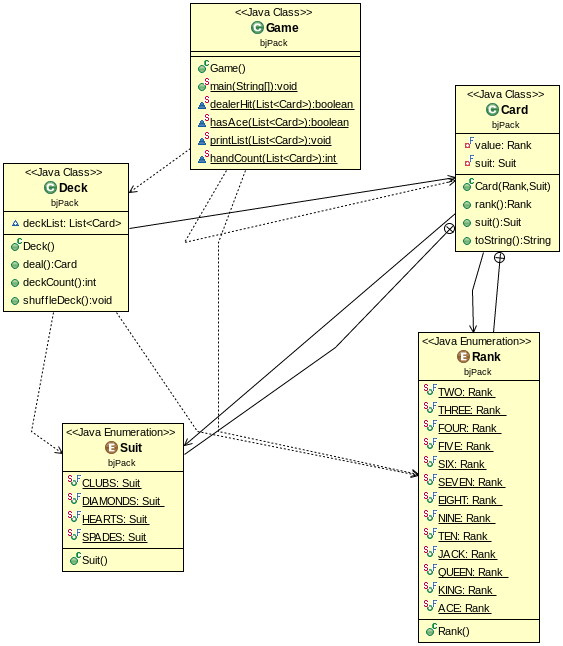 <<Java Class>>
Game
bjPack
Game()
main(String[]):void
dealerHit(List<Card>):boolean
hasAce(List<Card>):boolean
printList(List<Card>):void
handCount(List<Card>):int
<<Java Class>>
Card
bjPack
value: Rank
suit: Suit
Card(Rank,Suit)
rank():Rank
suit():Suit
toString():String
<<Java Class>>
Deck
bjPack
deckList: List<Card>
Deck()
deal():Card
deckCount():int
shuffleDeck():void
<<Java Enumeration>>
Rank
bjPack
TWO: Rank
THREE: Rank
FOUR: Rank
FIVE: Rank
SIX: Rank
SEVEN: Rank
EIGHT: Rank
NINE: Rank
TEN: Rank
JACK: Rank
QUEEN: Rank
KING: Rank
ACE: Rank
Rank()
<<Java Enumeration>>
Suit
bjPack
CLUBS: Suit
DIAMONDS: Suit
HEARTS: Suit
SPADES: Suit
Suit()